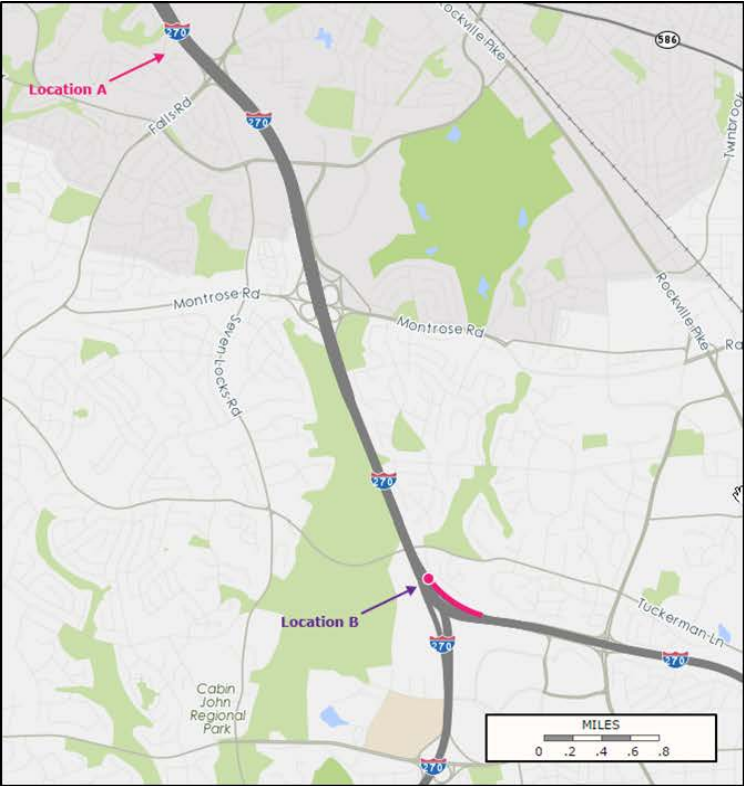 270
Rockville Pike
586
Location A
Falls Rd
270
Twinbrook
Montrose Rd
Montrose Rd
Rockville Pike
Rd
Seven Locks Rd
270
Location B
Tuckerman Ln
270
270
Cabin
John
Regional
Park
MILES
0 .2 .4 .6 .8
270